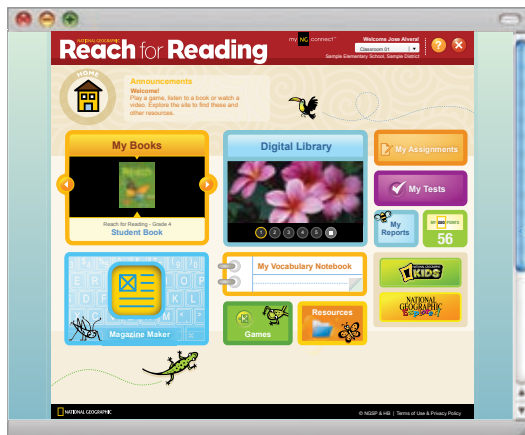 my NG connect™
Welcome Jose Alvera!
Classroom 01
Sample Elementary School, Sample District
NATIONAL GEOGRAPHIC
Reach for Reading
HOME
Announcements
Welcome!
Play a game, listen to a book or watch a
video. Explore the site to find these and
other resources.
My Books
Reach for Reading - Grade 4
Student Book
Digital Library
1 2 3 4 5
My Assignments
My Tests
My
Reports
POINTS
56
Magazine Maker
My Vocabulary Notebook
Games
Resources
KIDS
NATIONAL
GEOGRAPHIC
Explorer!
NATIONAL GEOGRAPHIC
© NGSP & HB | Terms of Use & Privacy Policy